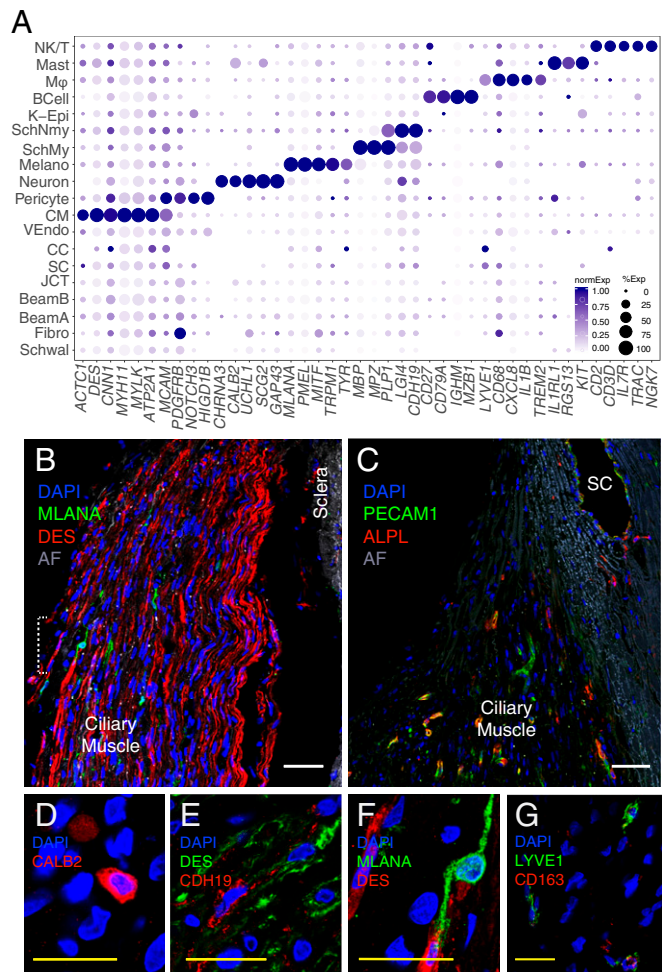 A
NK/T
Mast
Mφ
BCell
K-Epi
SchNmy
SchMy
Melano
Neuron
Pericyte
CM
VEndo
CC
SC
JCT
BeamB
BeamA
Fibro
Schwal
normExp
1.00
0.75
0.50
0.25
0.00
%Exp
0
25
50
75
100
ACTC1
DES
CNN1
MYH11
MYLK
ATP2A1
MCAM
PDGFRB
NOTCH3
HIGD1B
CHRNA3
CALB2
UCHL1
SCG2
GAP43
MLANA
PMEL
MITF
TRPM1
TYR
MBP
MPZ
PLP1
LGI4
CDH19
CD27
CD79A
IGHM
MZB1
LYVE1
CD68
CXCL8
IL1B
TREM2
IL1RL1
RGS13
KIT
CD2
CD3D
IL7R
TRAC
NGK7
B
DAPI
MLANA
DES
AF
Sclera
Ciliary
Muscle
C
DAPI
PECAM1
ALPL
AF
SC
Ciliary
Muscle
D
DAPI
CALB2
E
DAPI
DES
CDH19
F
DAPI
MLANA
DES
G
DAPI
LYVE1
CD163